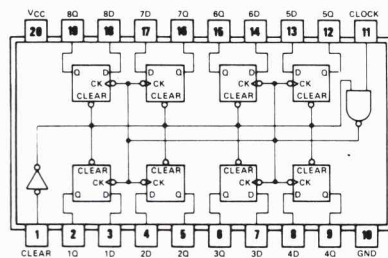 VCC 8Q 8D 7D 7Q 6Q 6D 5D 5Q CLOCK
20 19 18 17 16 15 14 13 12 11
Q D D Q Q D D Q
CK CK CK CK
CLEAR CLEAR CLEAR CLEAR
CLEAR CLEAR CLEAR CLEAR
CK CK CK CK
Q D D Q Q D D Q
1 2 3 4 5 6 7 8 9 10
CLEAR 1Q 1D 2D 2Q 3Q 3D 4D 4Q GND